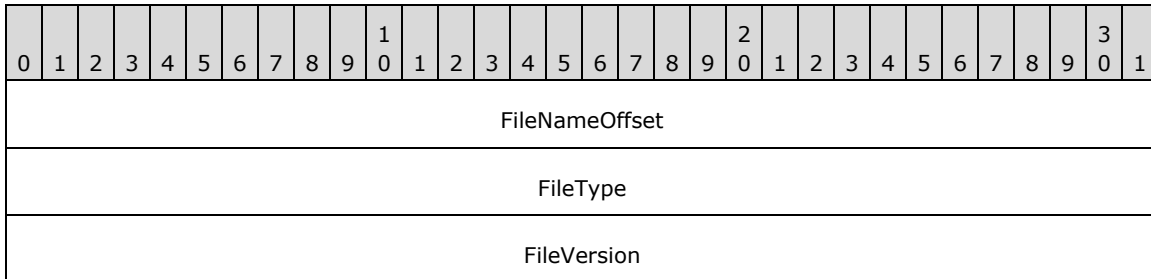 1 2 3
0 1 2 3 4 5 6 7 8 9 0 1 2 3 4 5 6 7 8 9 0 1 2 3 4 5 6 7 8 9 0 1
FileNameOffset
FileType
FileVersion